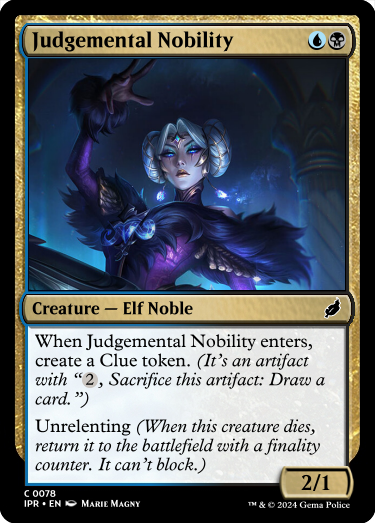 Judgemental Nobility
Creature — Elf Noble
When Judgemental Nobility enters,
create a Clue token. (It's an artifact
with “2, Sacrifice this artifact: Draw a
card.”)
Unrelenting (When this creature dies,
return it to the battlefield with a finality
counter. It can't block.)
2/1
C 0078
IPR • EN Marie Magny
™ & © 2024 Gema Police